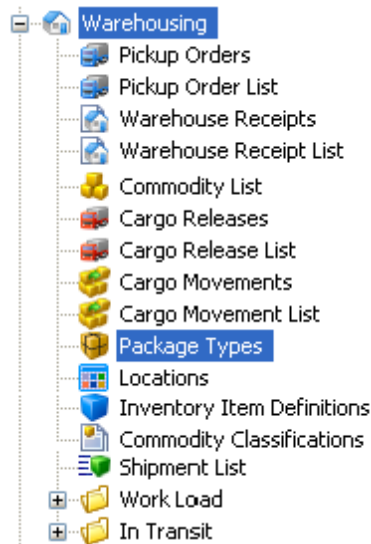 Warehousing
Pickup Orders
Pickup Order List
Warehouse Receipts
Warehouse Receipt List
Commodity List
Cargo Releases
Cargo Release List
Cargo Movements
Cargo Movement List
Package Types
Locations
Inventory Item Definitions
Commodity Classifications
Shipment List
Work Load
In Transit